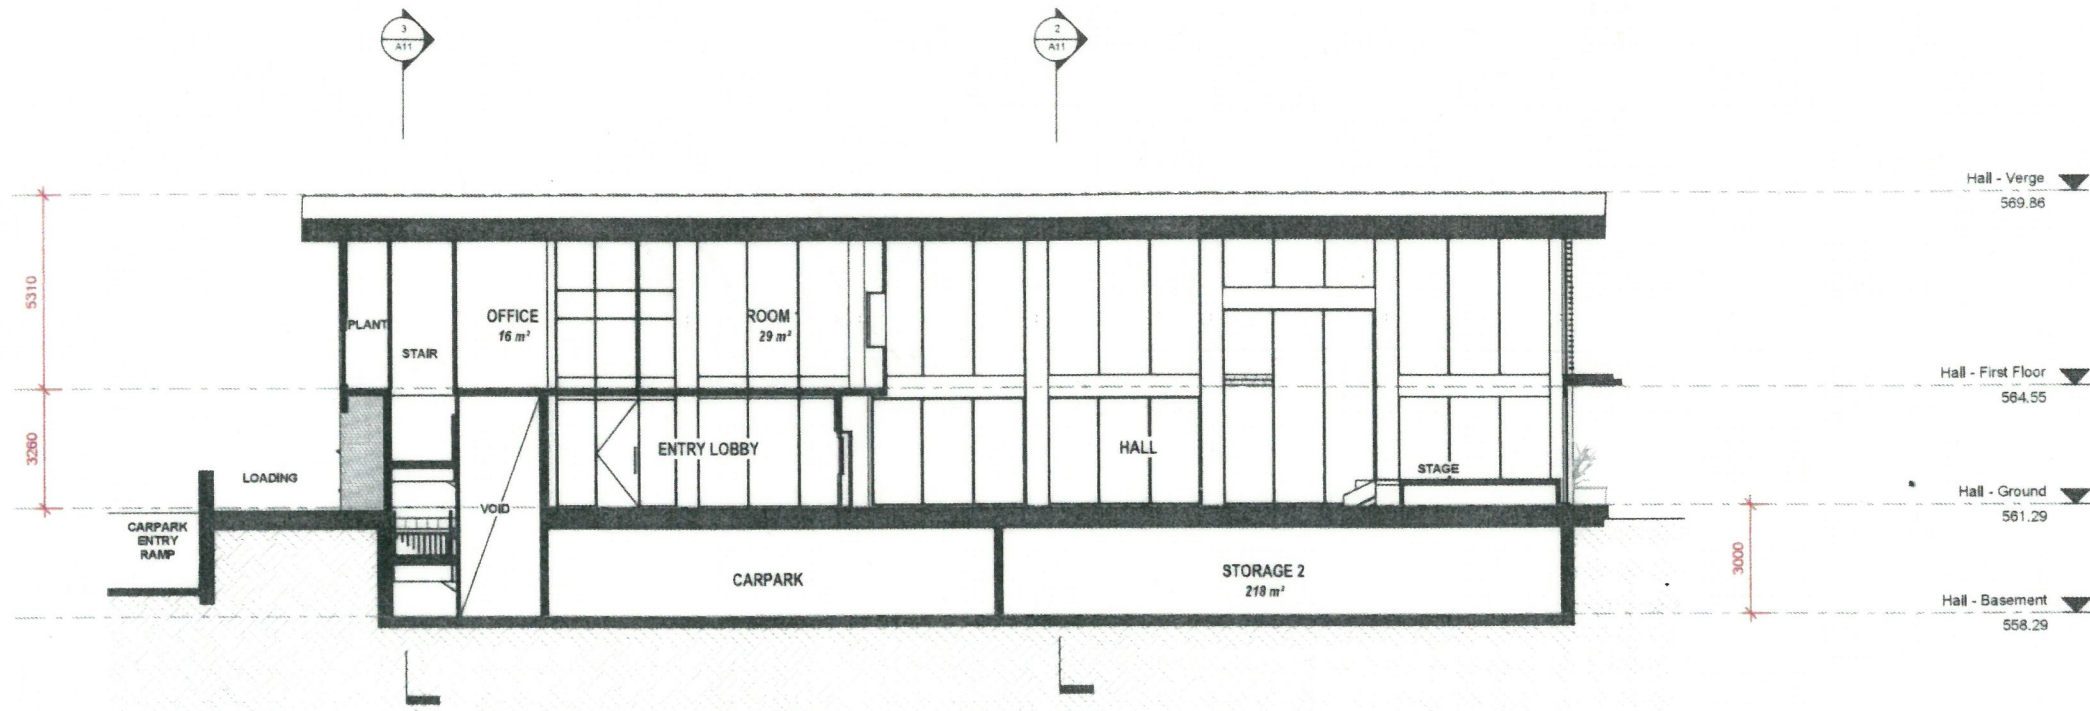 3
A11
2
A11
Hall - Verge
569.86
5310
OFFICE
16 m²
ROOM
29 m²
PLANT
STAIR
Hall - First Floor
564.55
3260
ENTRY LOBBY
HALL
STAGE
LOADING
VOID
Hall - Ground
561.29
CARPARK
ENTRY
RAMP
3000
CARPARK
STORAGE 2
218 m²
Hall - Basement
558.29